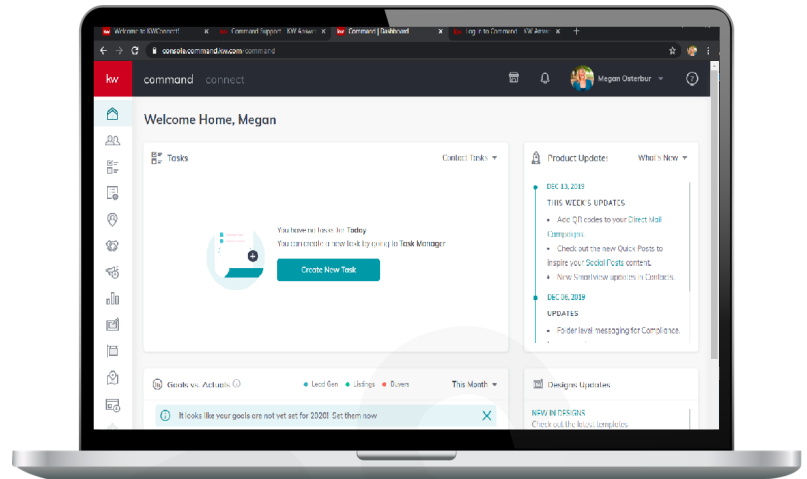 Welcome to KWConnect!
Command Support KW Answe
Command | Dashboard
Log in to Command KW Answ
console.command.kw.com/command
kw
command connect
Megan Osterbur
Welcome Home, Megan
Tasks
Contact Tasks
You have no tasks for Today
You can create a new task by going to Task Manager
Create New Task
Product Updates
What's New
DEC 13, 2019
THIS WEEK'S UPDATES
Add QR codes to your Direct Mail
Campaigns.
Check out the new Quick Posts to
inspire your Social Posts content.
New Smartview updates in Contacts.
DEC 06, 2019
UPDATES
Folder level messaging for Compliance.
Goals vs. Actuals
Lead Gen
Listings
Buyers
This Month
It looks like your goals are not yet set for 2020! Set them now
Designs Updates
NEW IN DESIGNS
Check out the latest templates